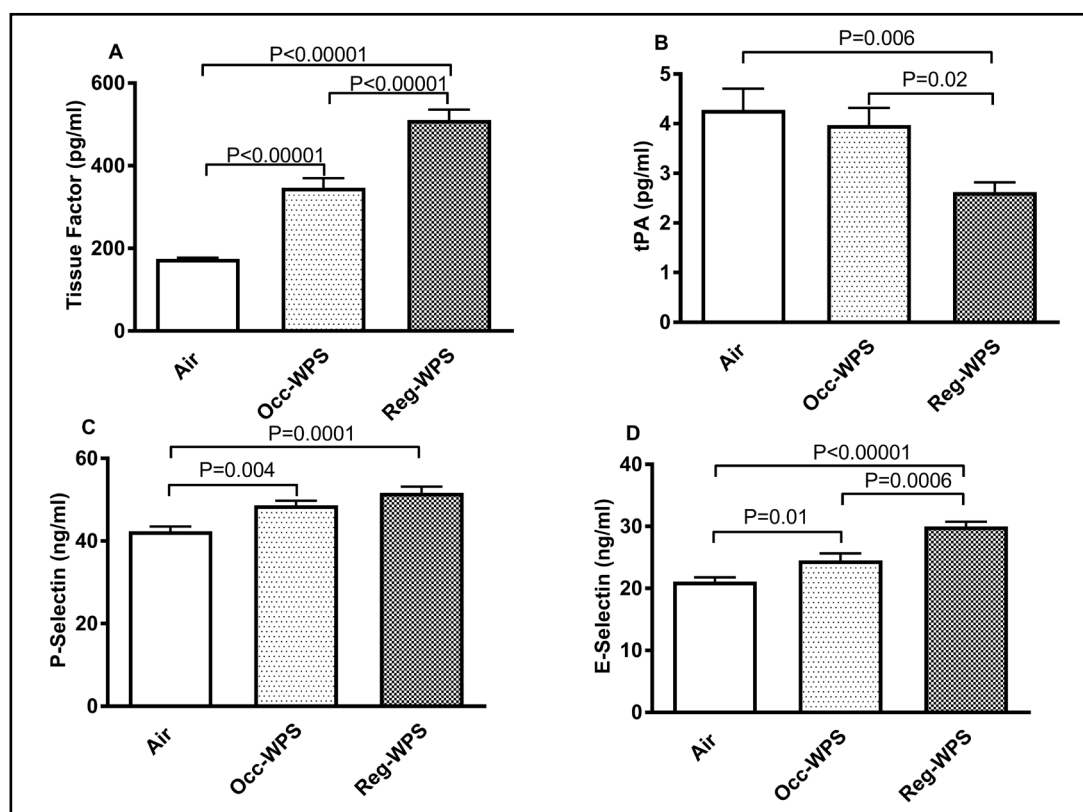 A
P<0.00001
P<0.00001
P<0.00001
Tissue Factor (pg/ml)
600
400
200
0
Air
Occ-WPS
Reg-WPS
B
P=0.006
P=0.02
tPA (pg/ml)
5
4
3
2
1
0
Air
Occ-WPS
Reg-WPS
C
P=0.0001
P=0.004
P-Selectin (ng/ml)
60
40
20
0
Air
Occ-WPS
Reg-WPS
D
P<0.00001
P=0.0006
P=0.01
E-Selectin (ng/ml)
40
30
20
10
0
Air
Occ-WPS
Reg-WPS